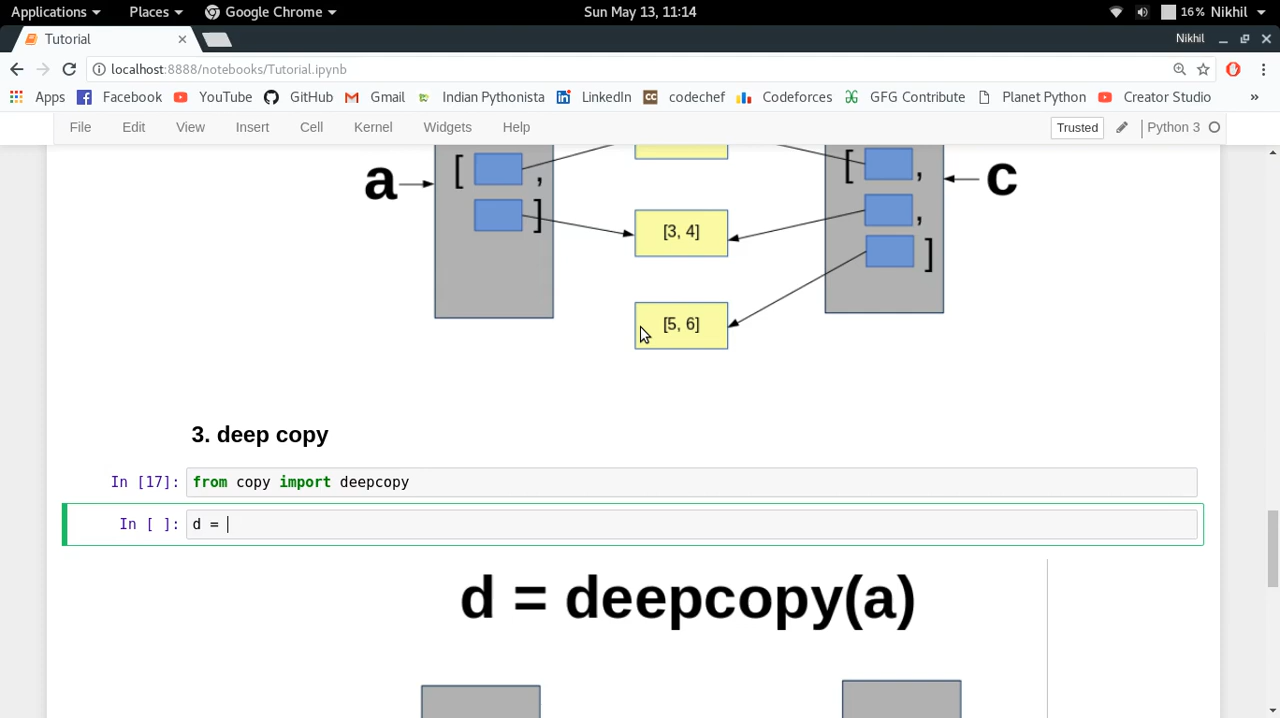 Applications Places Google Chrome Sun May 13, 11:14 16% Nikhil
Tutorial Nikhil
localhost:8888/notebooks/Tutorial.ipynb
Apps Facebook YouTube GitHub Gmail Indian Pythonista LinkedIn CC codechef Codeforces GFG Contribute Planet Python Creator Studio »
File Edit View Insert Cell Kernel Widgets Help Trusted Python 3
a [ , [ , c
] [3, 4] ,
]
[5, 6]
3. deep copy
In [17]: from copy import deepcopy
In [ ]: d =
d = deepcopy(a)